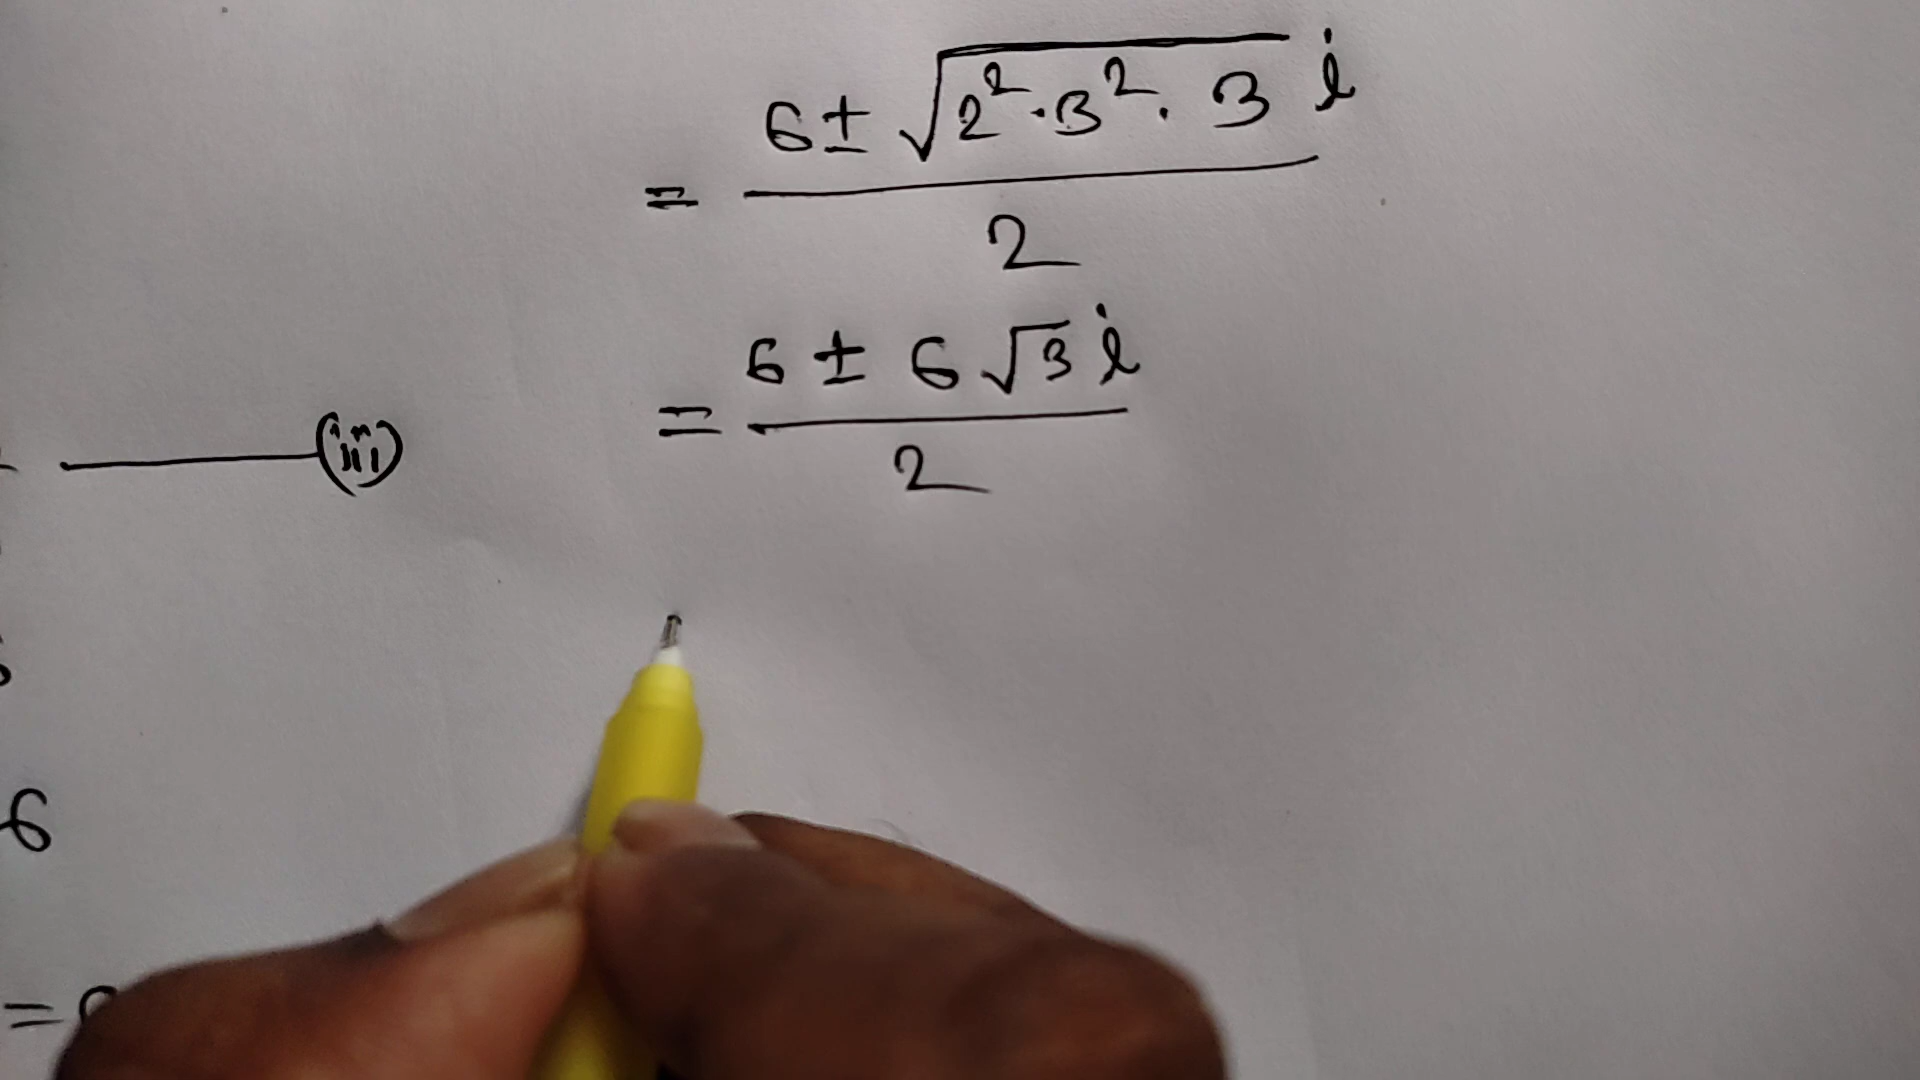 = 6 ± √(2² · 3² · 3) i / 2
= 6 ± 6 √3 i / 2
(iii)
6
=